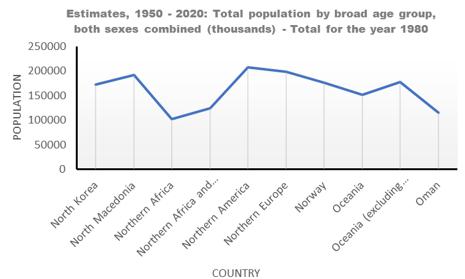 Estimates, 1950 - 2020: Total population by broad age group,
both sexes combined (thousands) - Total for the year 1980
250000
200000
150000
100000
50000
0
POPULATION
North Korea
North Macedonia
Northern Africa
Northern Africa and...
Northern America
Northern Europe
Norway
Oceania
Oceania (excluding...
Oman
COUNTRY